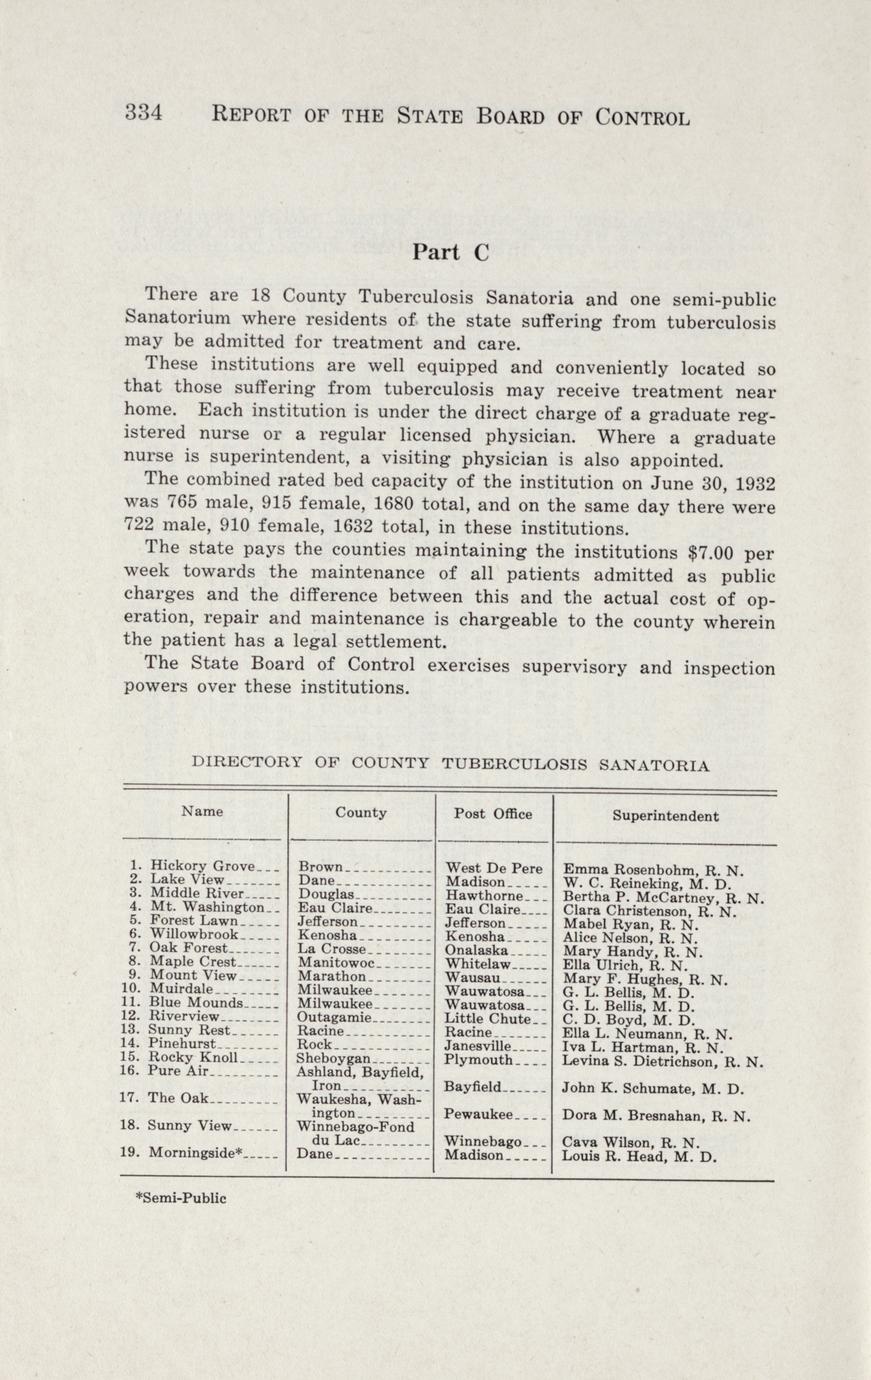 334 REPORT OF THE STATE BOARD OF CONTROL
Part C
There are 18 County Tuberculosis Sanatoria and one semi-public
Sanatorium where residents of the state suffering from tuberculosis
may be admitted for treatment and care.
These institutions are well equipped and conveniently located so
that those suffering from tuberculosis may receive treatment near
home. Each institution is under the direct charge of a graduate reg-
istered nurse or a regular licensed physician. Where a graduate
nurse is superintendent, a visiting physician is also appointed.
The combined rated bed capacity of the institution on June 30, 1932
was 765 male, 915 female, 1680 total, and on the same day there were
722 male, 910 female, 1632 total, in these institutions.
The state pays the counties maintaining the institutions $7.00 per
week towards the maintenance of all patients admitted as public
charges and the difference between this and the actual cost of op-
eration, repair and maintenance is chargeable to the county wherein
the patient has a legal settlement.
The State Board of Control exercises supervisory and inspection
powers over these institutions.
DIRECTORY OF COUNTY TUBERCULOSIS SANATORIA
Name County Post Office Superintendent
1. Hickory Grove Brown West De Pere Emma Rosenbohm, R. N.
2. Lake View Dane Madison W. C. Reineking, M. D.
3. Middle River Douglas Hawthorne Bertha P. McCartney, R. N.
4. Mt. Washington Eau Claire Eau Claire Clara Christenson, R. N.
5. Forest Lawn Jefferson Jefferson Mabel Ryan, R. N.
6. Willowbrook Kenosha Kenosha Alice Nelson, R. N.
7. Oak Forest La Crosse Onalaska Mary Handy, R. N.
8. Maple Crest Manitowoc Whitelaw Ella Ulrich, R. N.
9. Mount View Marathon Wausau Mary F. Hughes, R. N.
10. Muirdale Milwaukee Wauwatosa G. L. Bellis, M. D.
11. Blue Mounds Milwaukee Wauwatosa G. L. Bellis, M. D.
12. Riverview Outagamie Little Chute C. D. Boyd, M. D.
13. Sunny Rest Racine Racine Ella L. Neumann, R. N.
14. Pinehurst Rock Janesville Iva L. Hartman, R. N.
15. Rocky Knoll Sheboygan Plymouth Levina S. Dietrichson, R. N.
16. Pure Air Ashland, Bayfield,
Iron Bayfield John K. Schumate, M. D.
17. The Oak Waukesha, Wash-
ington Pewaukee Dora M. Bresnahan, R. N.
18. Sunny View Winnebago-Fond
du Lac Winnebago Cava Wilson, R. N.
19. Morningside* Dane Madison Louis R. Head, M. D.
*Semi-Public